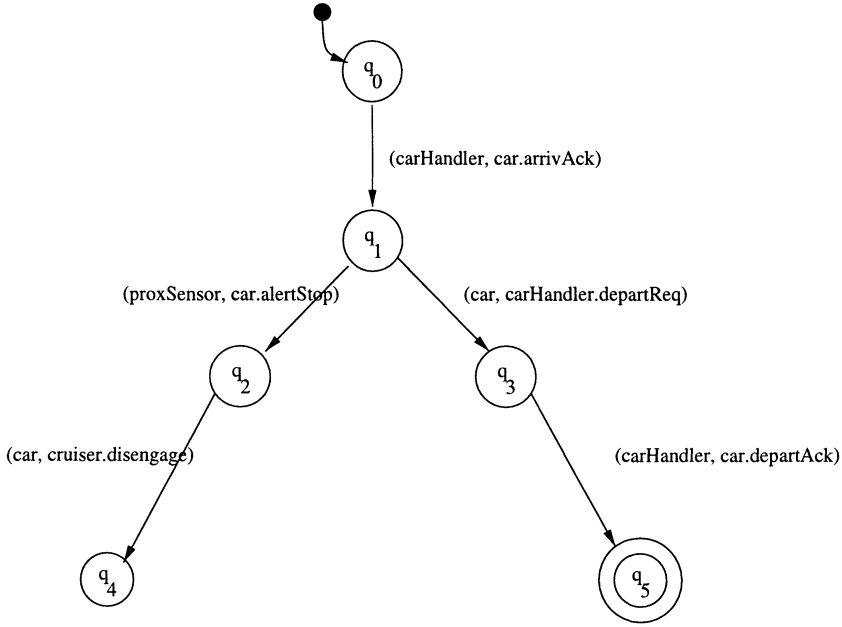 q0
(carHandler, car.arrivAck)
q1
(proxSensor, car.alertStop)
(car, carHandler.departReq)
q2
q3
(car, cruiser.disengage)
(carHandler, car.departAck)
q4
q5